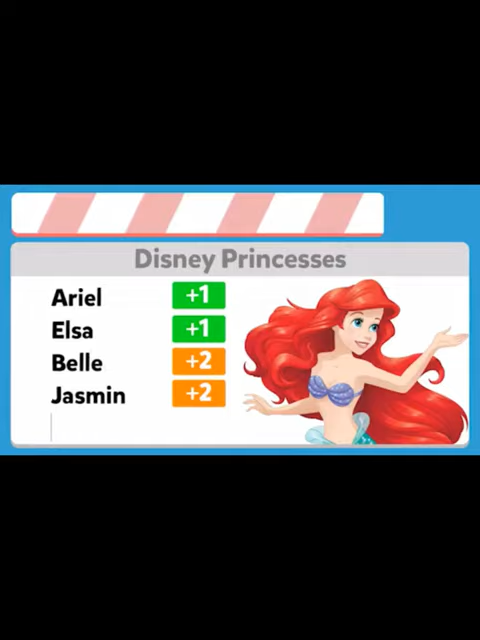 Disney Princesses
Ariel +1
Elsa +1
Belle +2
Jasmin +2